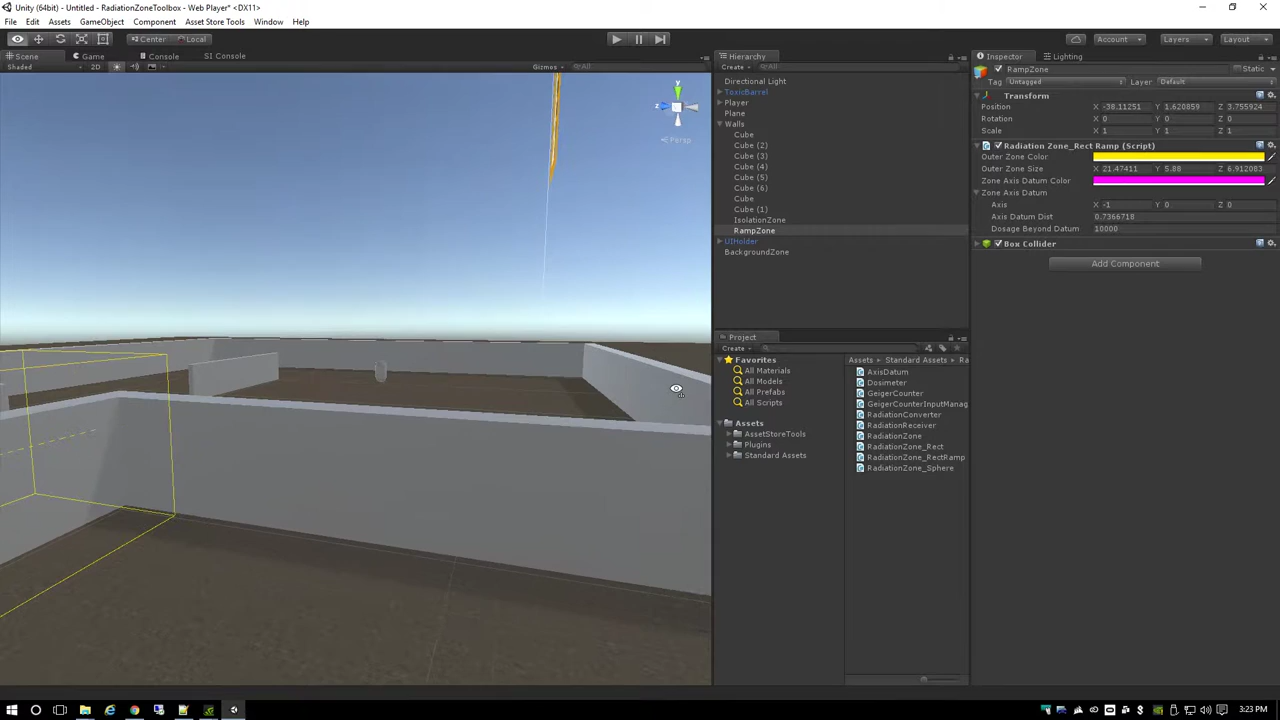 Unity (64bit) - Untitled - RadiationZoneToolbox - Web Player* <DX11>
File Edit Assets GameObject Component Asset Store Tools Window Help
Center Local Account Layers Layout
Scene Game Console SI Console
Shaded 2D Gizmos All
y
z
Persp
Hierarchy
Create All
Directional Light
ToxicBarrel
Player
Plane
Walls
Cube
Cube (2)
Cube (3)
Cube (4)
Cube (5)
Cube (6)
Cube
Cube (1)
IsolationZone
RampZone
UIHolder
BackgroundZone
Project
Create
Favorites
All Materials
All Models
All Prefabs
All Scripts
Assets
AssetStoreTools
Plugins
Standard Assets
Assets Standard Assets Ra
AxisDatum
Dosimeter
GeigerCounter
GeigerCounterInputManag
RadiationConverter
RadiationReceiver
RadiationZone
RadiationZone_Rect
RadiationZone_RectRamp
RadiationZone_Sphere
Inspector Lighting
RampZone Static
Tag Untagged Layer Default
Transform
Position X -38.11251 Y 1.620859 Z 3.755924
Rotation X 0 Y 0 Z 0
Scale X 1 Y 1 Z 1
Radiation Zone_Rect Ramp (Script)
Outer Zone Color
Outer Zone Size X 21.47411 Y 5.88 Z 6.912083
Zone Axis Datum Color
Zone Axis Datum
Axis X -1 Y 0 Z 0
Axis Datum Dist 0.7366718
Dosage Beyond Datum 10000
Box Collider
Add Component
3:23 PM